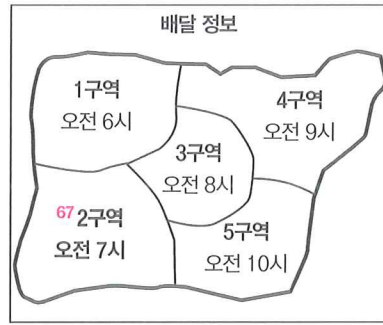 배달 정보
1구역
오전 6시
4구역
오전 9시
3구역
오전 8시
67 2구역
오전 7시
5구역
오전 10시